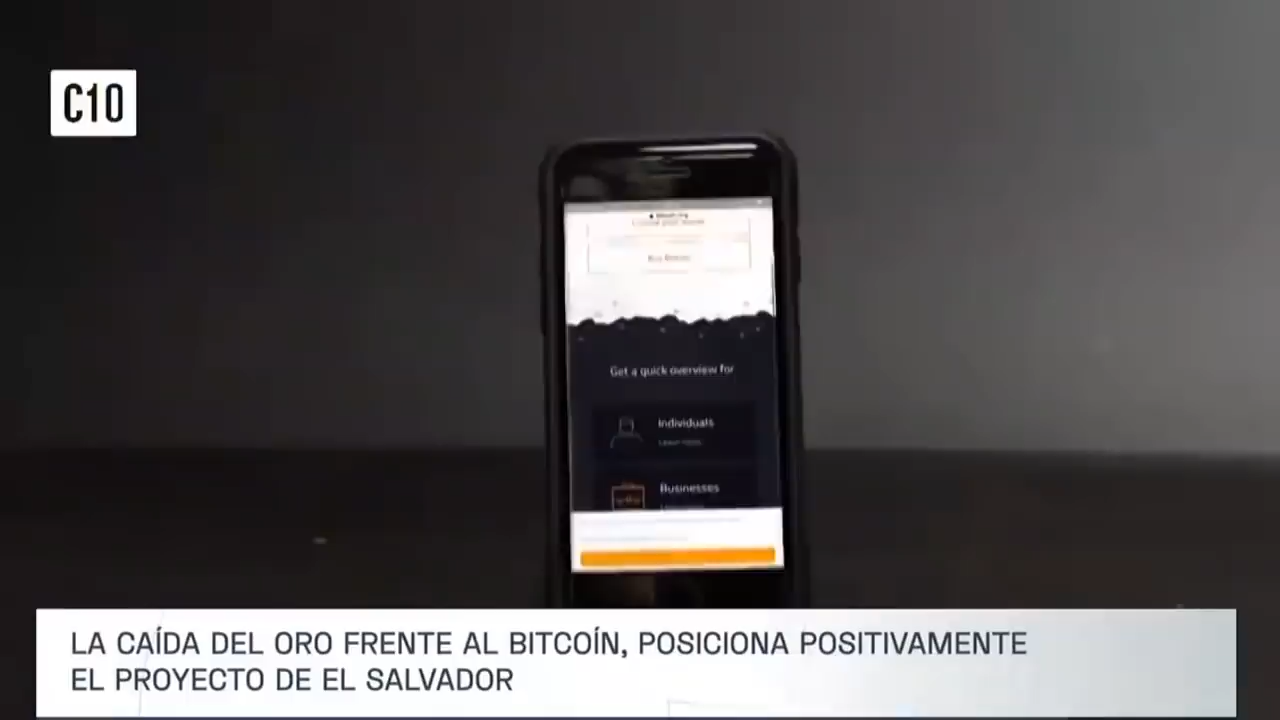 C10
Get a quick overview for
Individuals
Businesses
LA CAÍDA DEL ORO FRENTE AL BITCOÍN, POSICIONA POSITIVAMENTE
EL PROYECTO DE EL SALVADOR